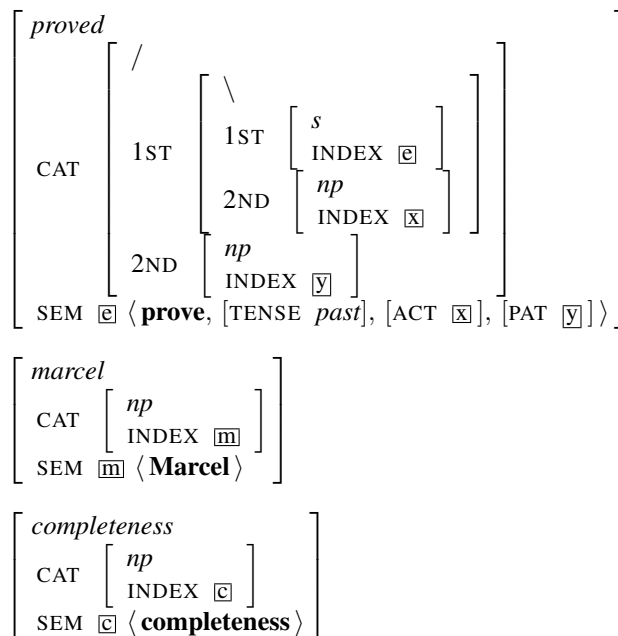 proved
/
\
1ST s
1ST INDEX e
CAT
2ND np
INDEX x
2ND np
INDEX y
SEM e ⟨ prove, [TENSE past], [ACT x ], [PAT y ] ⟩
marcel
CAT np
INDEX m
SEM m ⟨ Marcel ⟩
completeness
CAT np
INDEX c
SEM c ⟨ completeness ⟩